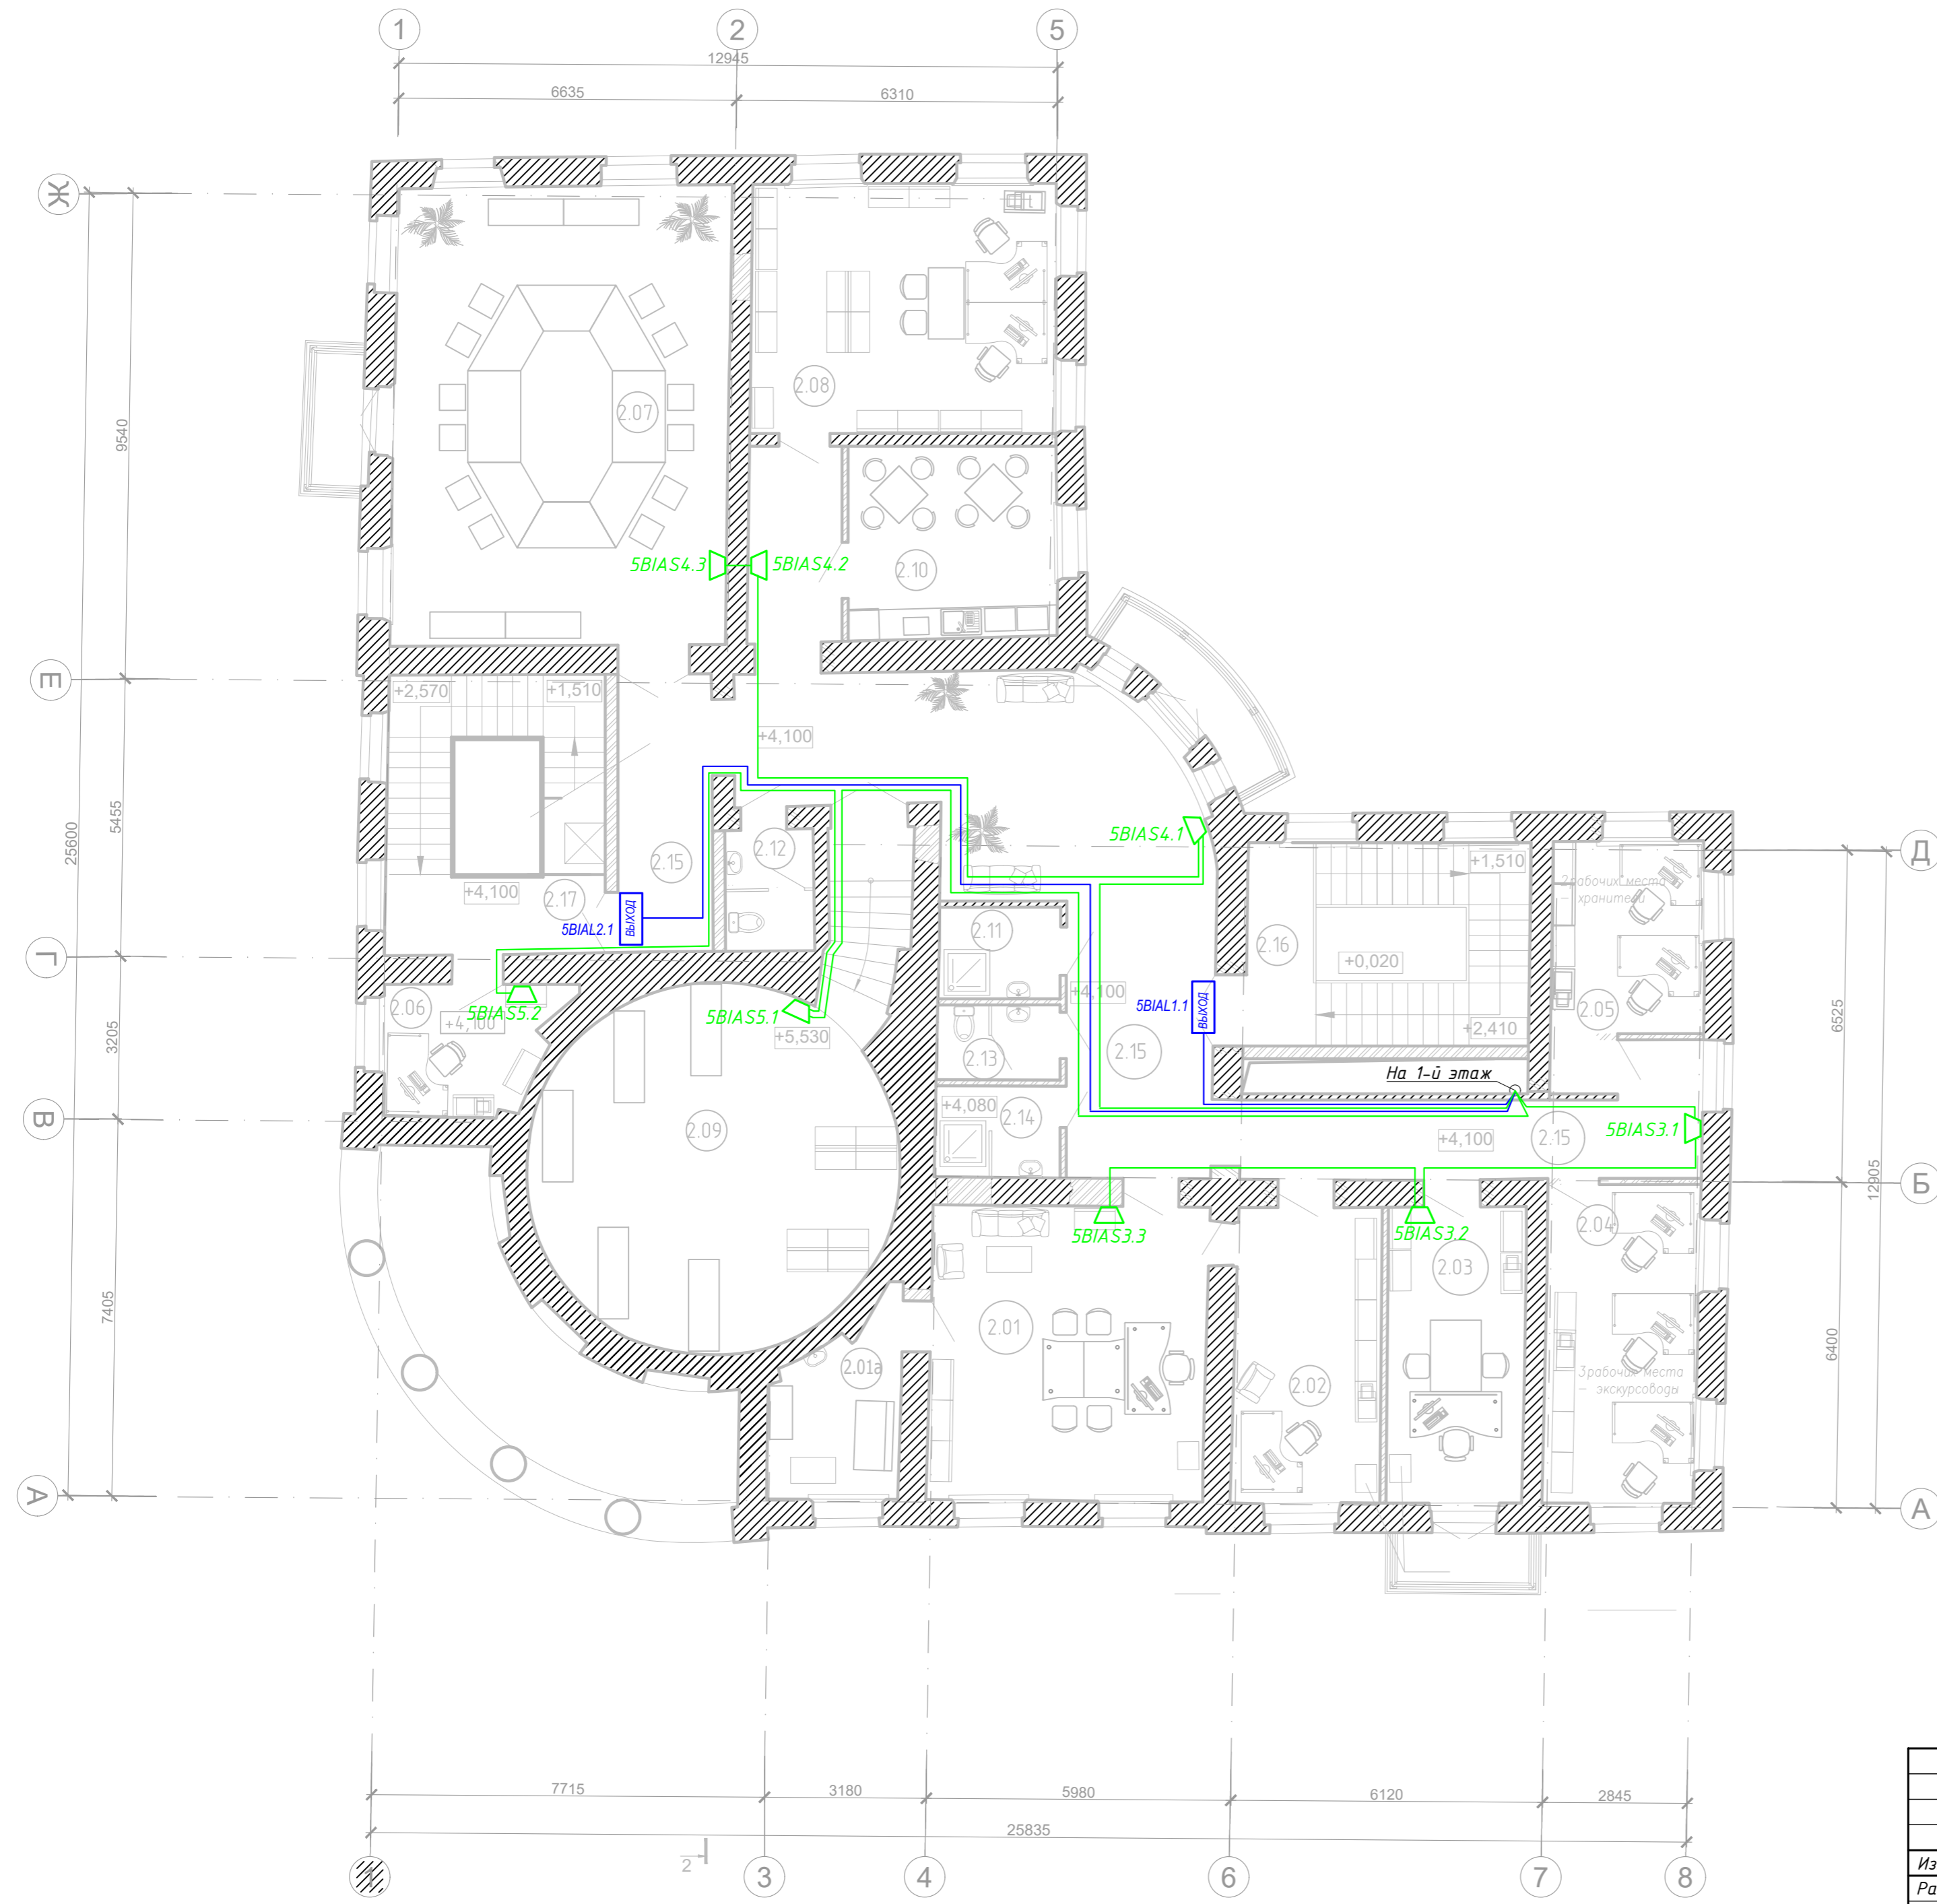 1
2
5
12945
6635
6310
Ж
Е
Г
В
А
9540
5455
25600
3205
7405
2.07
2.08
2.10
5BIAS4.3
5BIAS4.2
+2,570
+1,510
+4,100
5BIAS4.1
2.12
2.15
+4,100
2.17
5BIAL2.1
ВЫХОД
2.11
2.16
+1,510
+0,020
+2,410
2 рабочих места
- хранители
2.05
Д
6525
12905
Б
6400
А
2.06
5BIAS5.2
+4,100
5BIAS5.1
+5,530
+4,100
5BIAL1.1
ВЫХОД
2.13
2.15
На 1-й этаж
+4,080
2.14
2.09
+4,100
2.15
5BIAS3.1
5BIAS3.3
5BIAS3.2
2.04
2.03
2.01
2.01а
2.02
3рабочих места
- экскурсоводы
7715
3180
5980
6120
2845
25835
2
1
3
4
6
7
8
Из
Ра